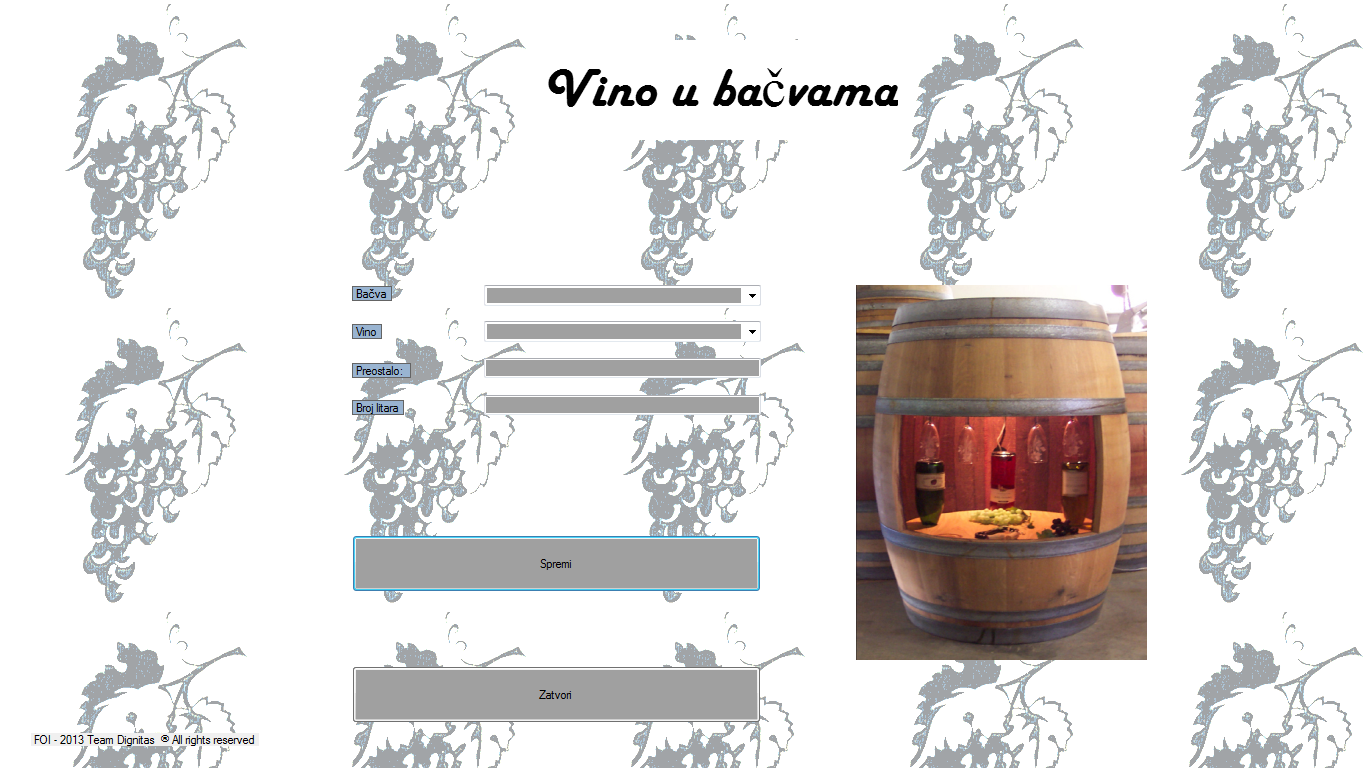 Vino u bačvama
Bačva
Vino
Preostalo:
Broj litara
Spremi
Zatvori
FOI - 2013 Team Dignitas ® All rights reserved